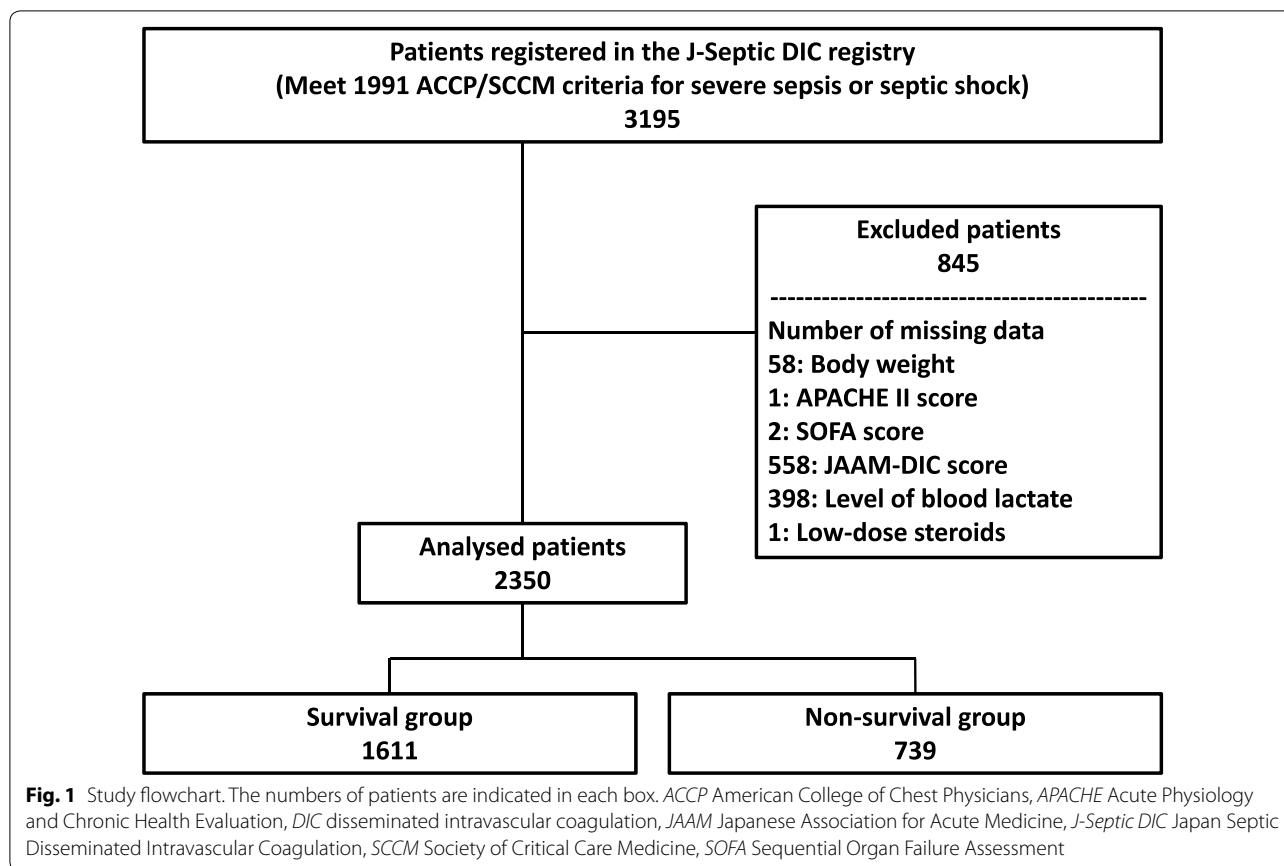 Patients registered in the J-Septic DIC registry
(Meet 1991 ACCP/SCCM criteria for severe sepsis or septic shock)
3195
Excluded patients
845
--------------------------------------------
Number of missing data
58: Body weight
1: APACHE II score
2: SOFA score
558: JAAM-DIC score
398: Level of blood lactate
1: Low-dose steroids
Analysed patients
2350
Survival group
1611
Non-survival group
739
Fig. 1 Study flowchart. The numbers of patients are indicated in each box. ACCP American College of Chest Physicians, APACHE Acute Physiology
and Chronic Health Evaluation, DIC disseminated intravascular coagulation, JAAM Japanese Association for Acute Medicine, J-Septic DIC Japan Septic
Disseminated Intravascular Coagulation, SCCM Society of Critical Care Medicine, SOFA Sequential Organ Failure Assessment